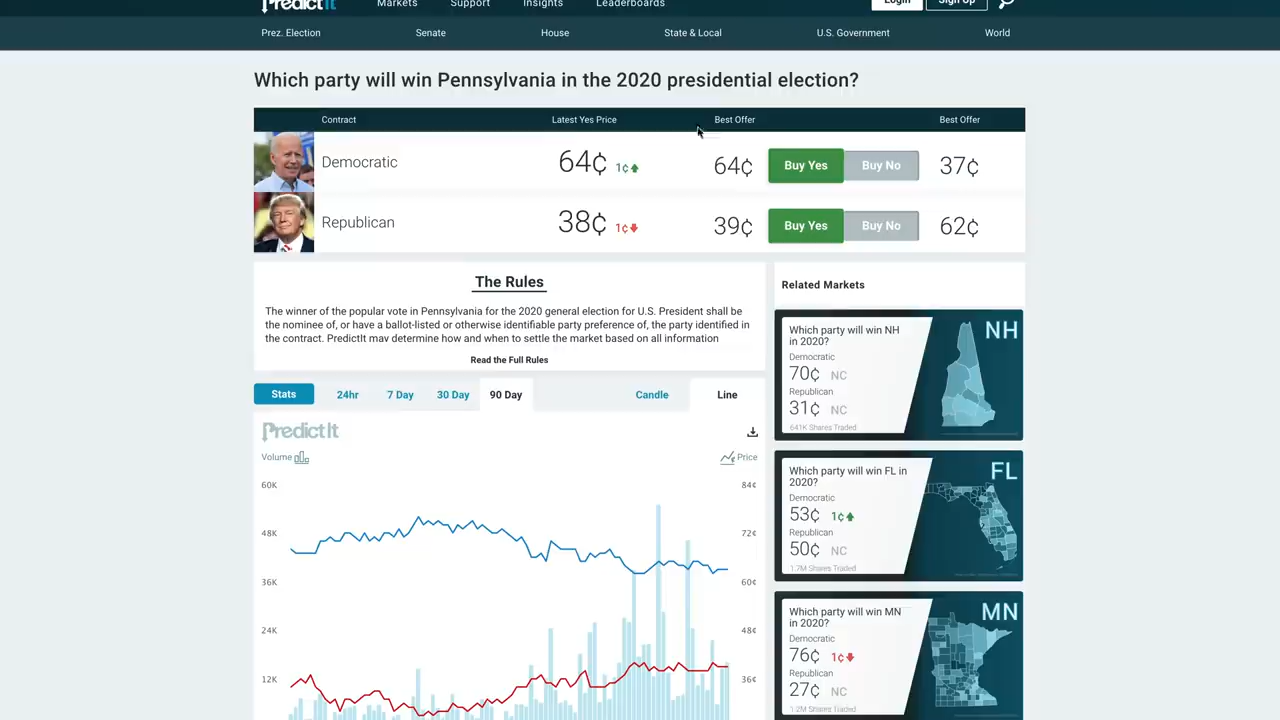 PredictIt
Markets Support Insights Leaderboards Login Sign Up
Prez. Election Senate House State & Local U.S. Government World
Which party will win Pennsylvania in the 2020 presidential election?
Contract Latest Yes Price Best Offer Best Offer
Democratic 64¢ 1¢ 64¢ Buy Yes Buy No 37¢
Republican 38¢ 1¢ 39¢ Buy Yes Buy No 62¢
The Rules
The winner of the popular vote in Pennsylvania for the 2020 general election for U.S. President shall be
the nominee of, or have a ballot-listed or otherwise identifiable party preference of, the party identified in
the contract. PredictIt may determine how and when to settle the market based on all information
Read the Full Rules
Stats 24hr 7 Day 30 Day 90 Day Candle Line
PredictIt
Volume Price
60K 84¢
48K 72¢
36K 60¢
24K 48¢
12K 36¢
Related Markets
Which party will win NH
in 2020?
NH
Democratic
70¢ NC
Republican
31¢ NC
641K Shares Traded
Which party will win FL in
2020?
FL
Democratic
53¢ 1¢
Republican
50¢ NC
1.7M Shares Traded
Which party will win MN
in 2020?
MN
Democratic
76¢ 1¢
Republican
27¢ NC
1.2M Shares Traded